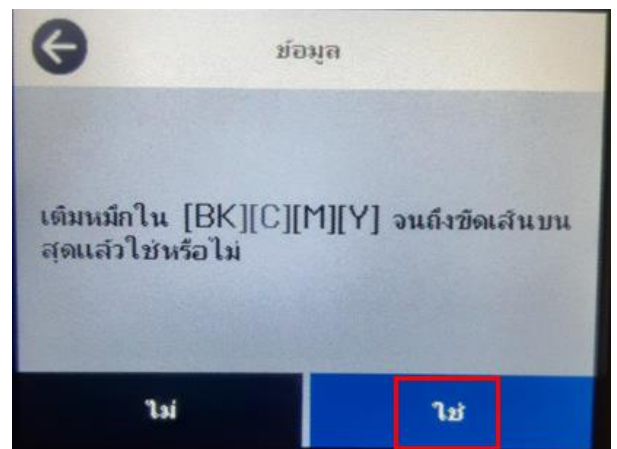 ข้อมูล
เติมหมึกใน [BK][C][M][Y] จนถึงขีดเส้นบน
สุดแล้วใช่หรือไม่
ไม่
ใช่